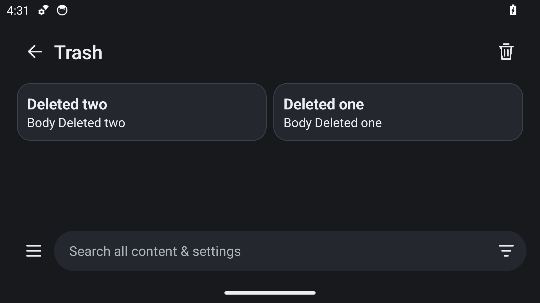 4:31
Trash
Deleted two
Body Deleted two
Deleted one
Body Deleted one
Search all content & settings